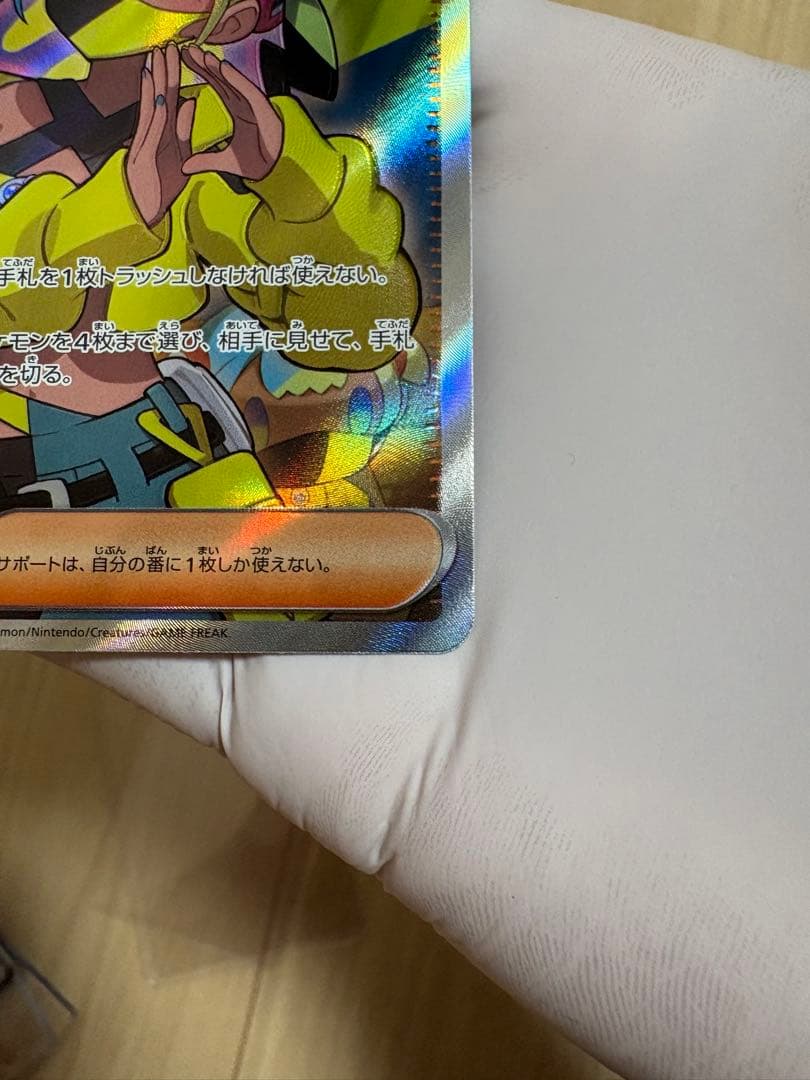 手札を1枚トラッシュしなければ使えない。
モンを4枚まで選び、相手に見せて、手札
を切る。
サポートは、自分の番に1枚しか使えない。
mon/Nintendo/Creatures/GAME FREAK